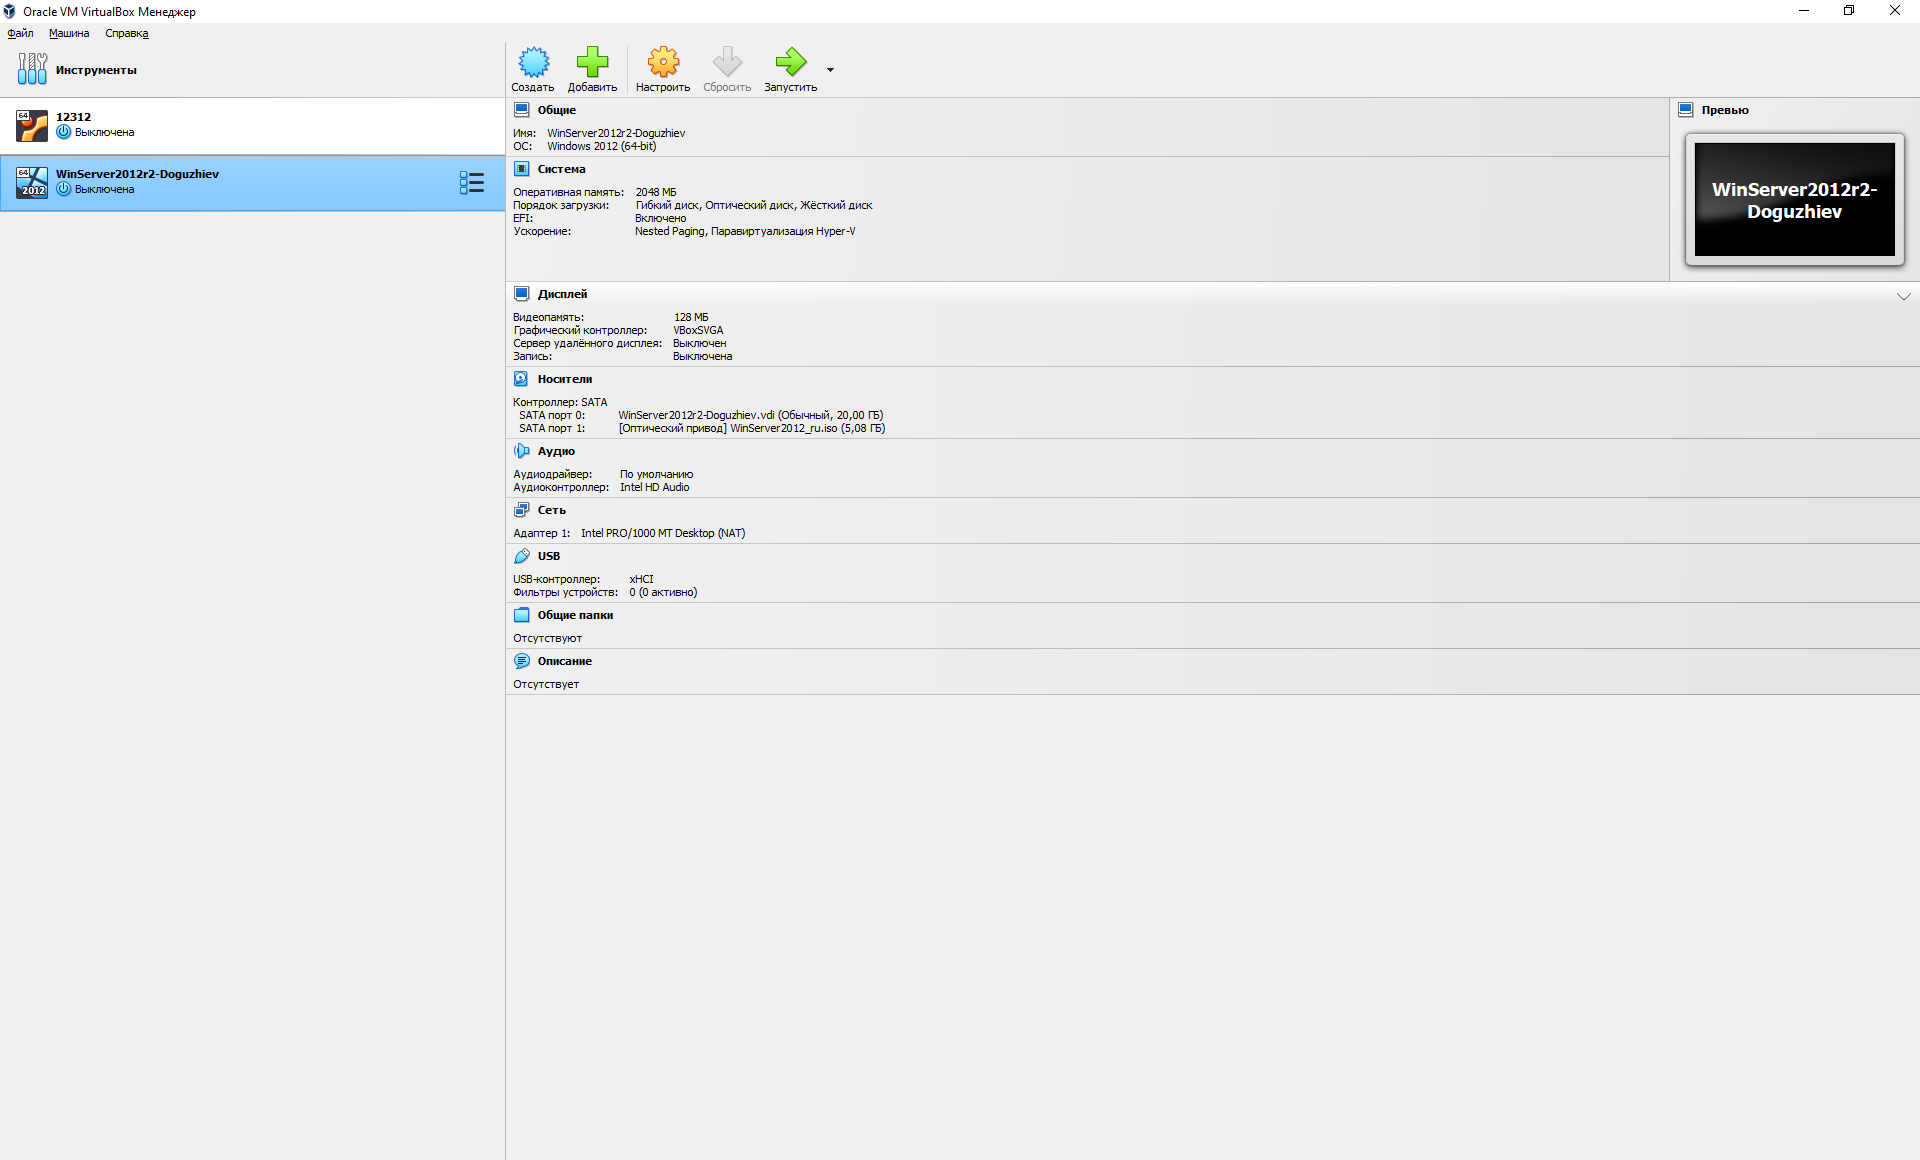 Oracle VM VirtualBox Менеджер
Файл Машина Справка
Инструменты
Создать Добавить Настроить Сбросить Запустить
64
12312
Выключена
64
2012
WinServer2012r2-Doguzhiev
Выключена
Общие
Имя: WinServer2012r2-Doguzhiev
ОС: Windows 2012 (64-bit)
Система
Оперативная память: 2048 МБ
Порядок загрузки: Гибкий диск, Оптический диск, Жёсткий диск
EFI: Включено
Ускорение: Nested Paging, Паравиртуализация Hyper-V
Превью
WinServer2012r2-
Doguzhiev
Дисплей
Видеопамять: 128 МБ
Графический контроллер: VBoxSVGA
Сервер удалённого дисплея: Выключен
Запись: Выключена
Носители
Контроллер: SATA
SATA порт 0: WinServer2012r2-Doguzhiev.vdi (Обычный, 20,00 ГБ)
SATA порт 1: [Оптический привод] WinServer2012_ru.iso (5,08 ГБ)
Аудио
Аудиодрайвер: По умолчанию
Аудиоконтроллер: Intel HD Audio
Сеть
Адаптер 1: Intel PRO/1000 MT Desktop (NAT)
USB
USB-контроллер: xHCI
Фильтры устройств: 0 (0 активно)
Общие папки
Отсутствуют
Описание
Отсутствует